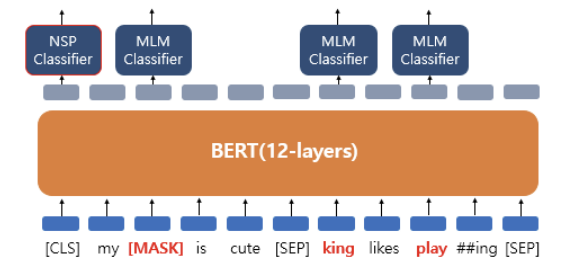 NSP
Classifier
MLM
Classifier
MLM
Classifier
MLM
Classifier
BERT(12-layers)
[CLS] my [MASK] is cute [SEP] king likes play ##ing [SEP]